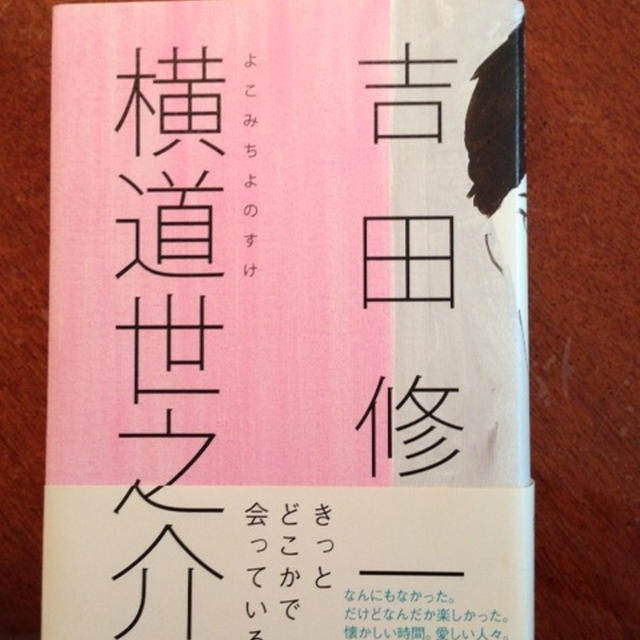 吉田修一
よこみちよのすけ
横道世之介
きっと
どこかで
会っている
なんにもなかった。
だけどなんだか楽しかった。
懐かしい時間。愛しい人々。